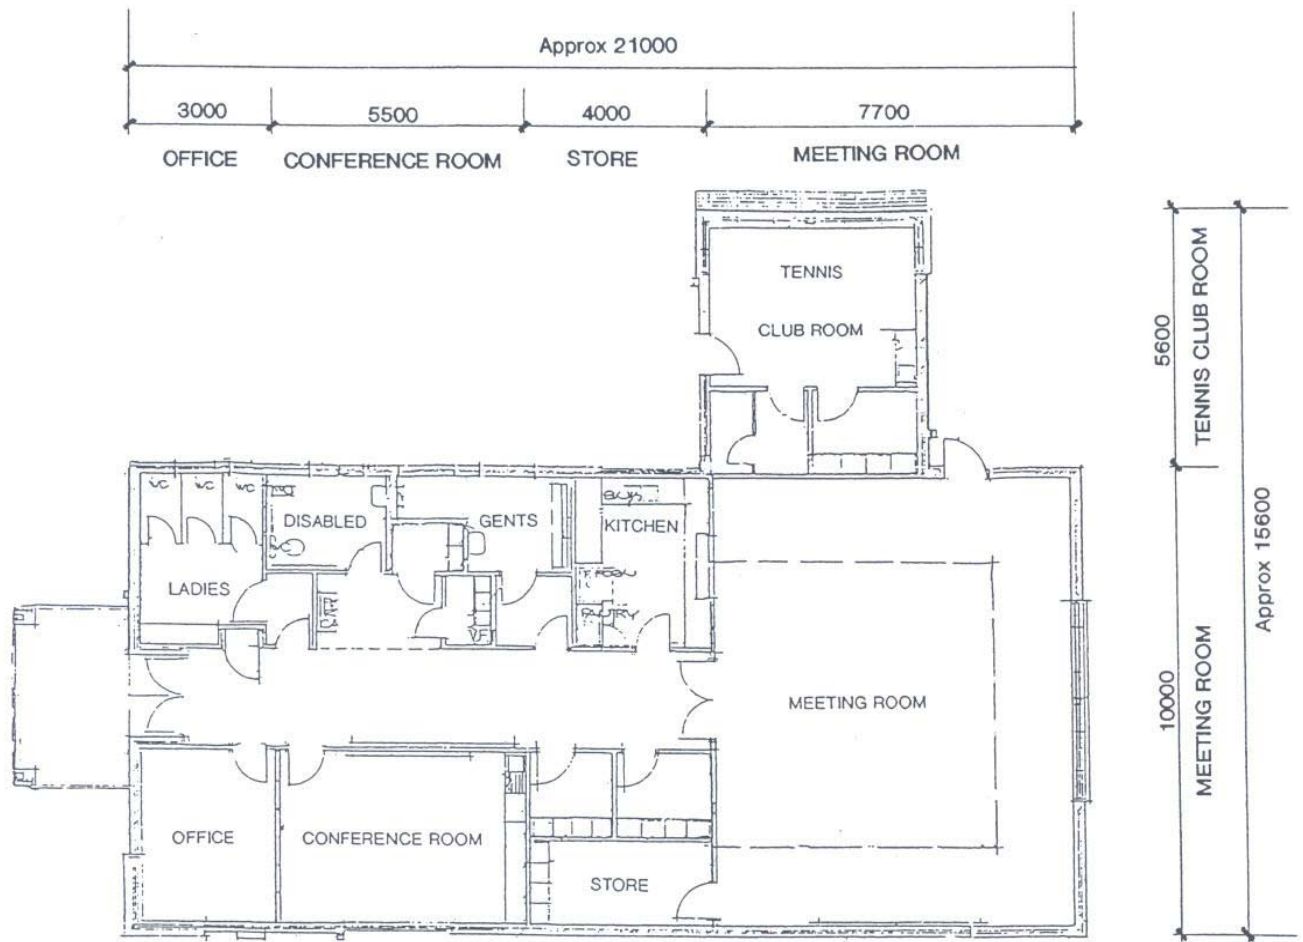 Approx 21000
3000
5500
4000
7700
OFFICE
CONFERENCE ROOM
STORE
MEETING ROOM
TENNIS
CLUB ROOM
5600
TENNIS CLUB ROOM
WC
WC
WC
DISABLED
GENTS
KITCHEN
LADIES
Approx 15600
MEETING ROOM
10000
MEETING ROOM
OFFICE
CONFERENCE ROOM
STORE